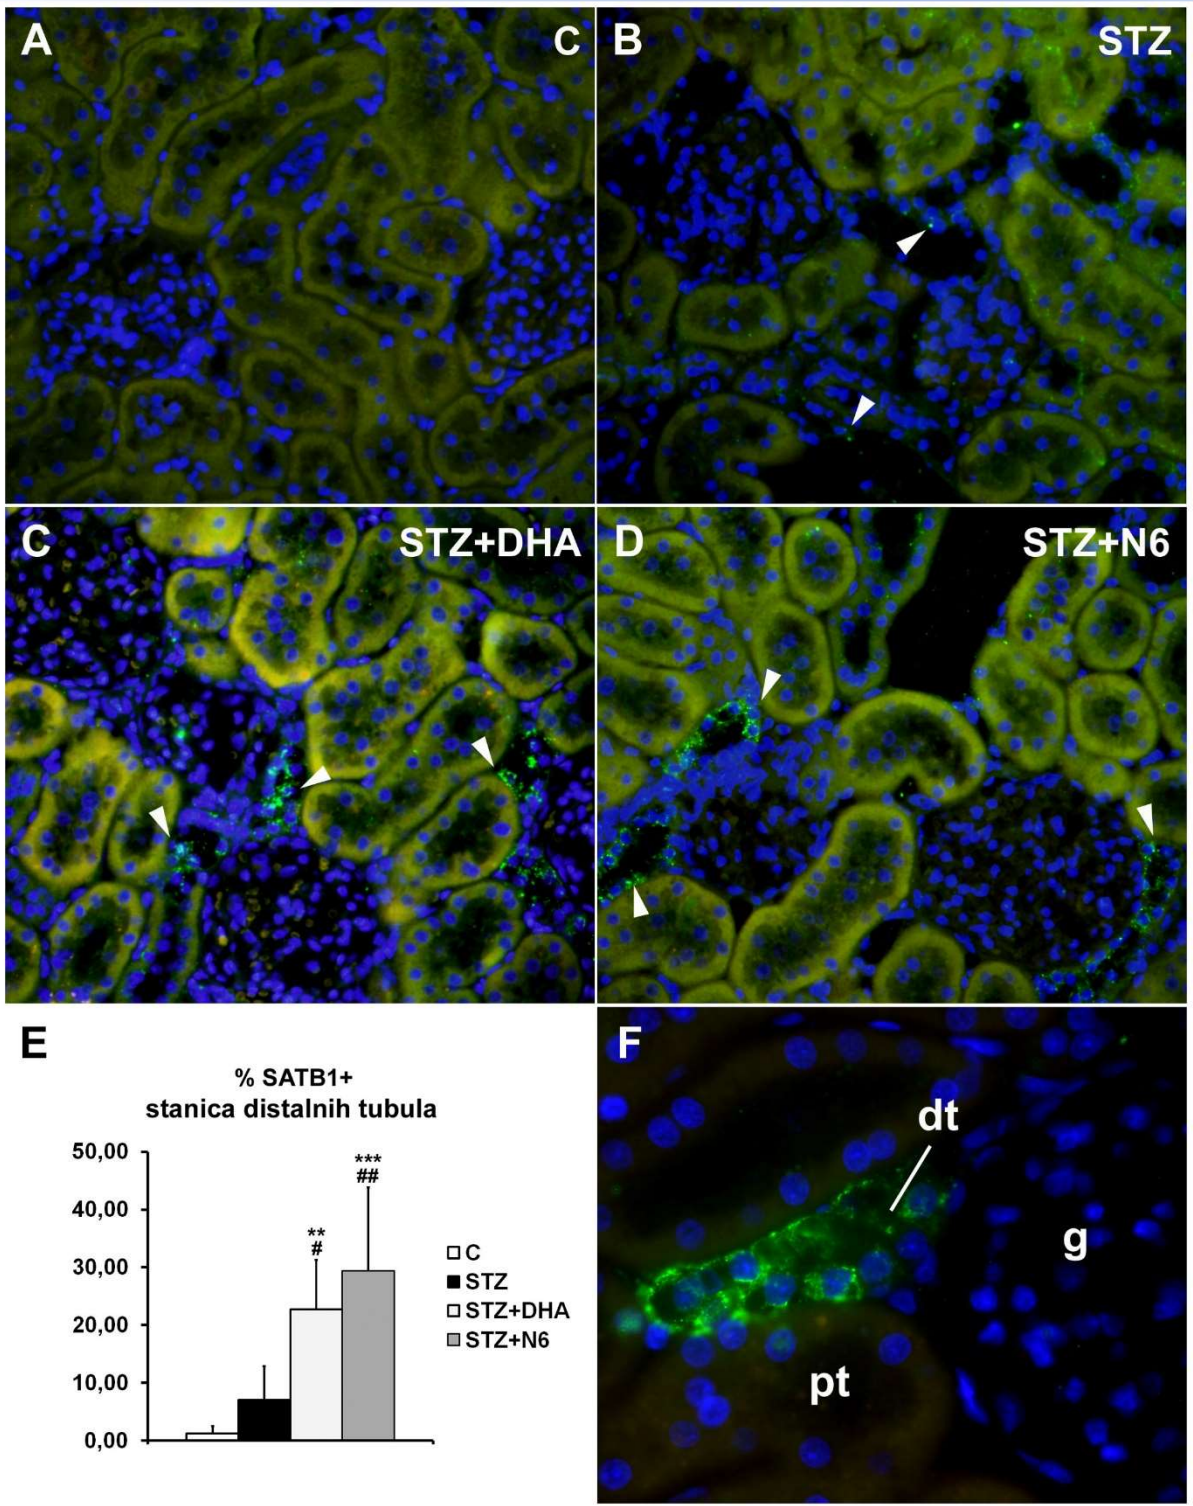 A
C
B
STZ
C
STZ+DHA
D
STZ+N6
E
% SATB1+
stanica distalnih tubula
50,00
40,00
30,00
20,00
10,00
0,00
**
#
***
##
C
STZ
STZ+DHA
STZ+N6
F
dt
g
pt